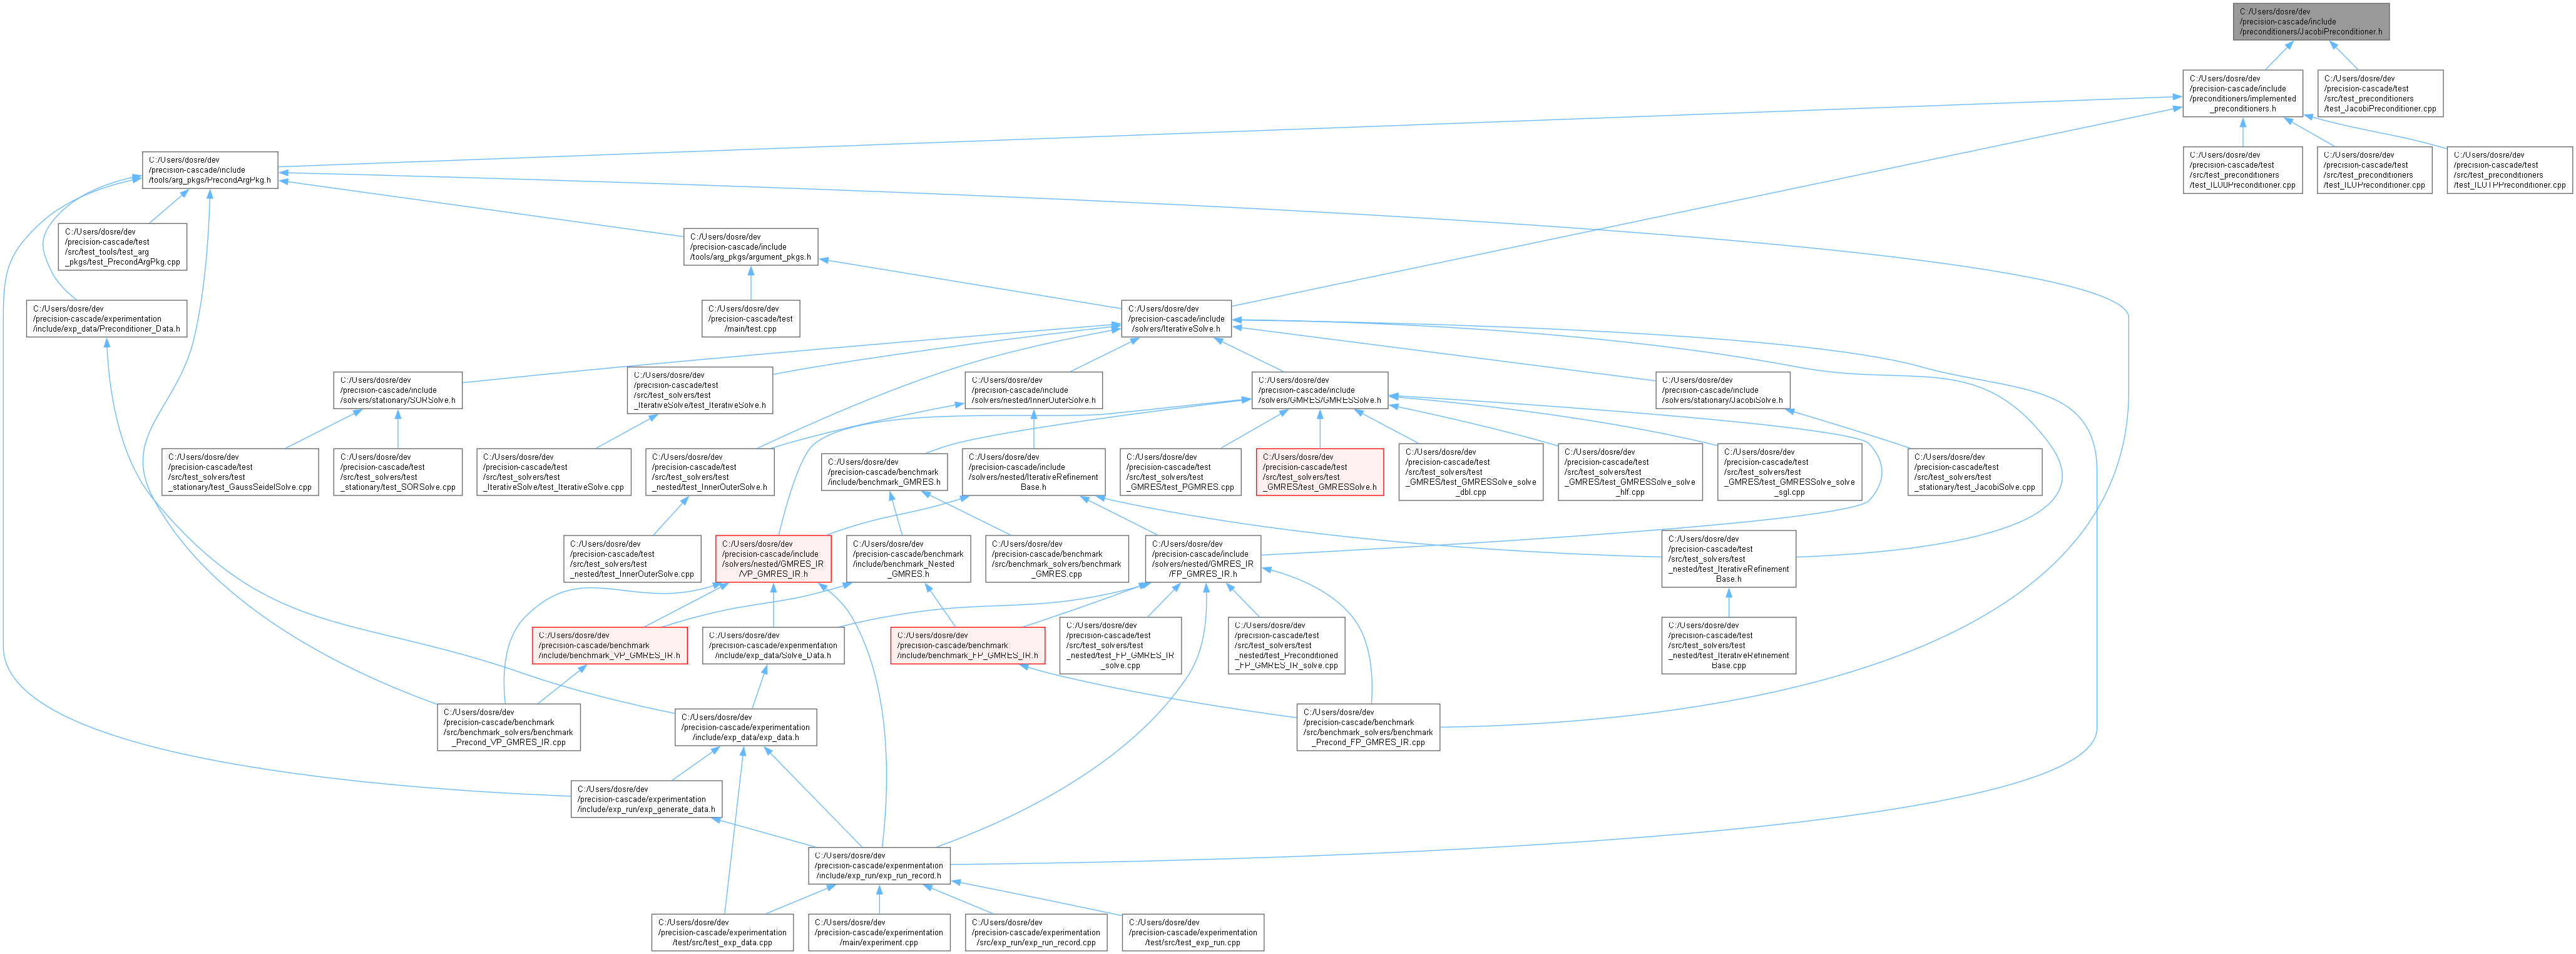 C:/Users/dosre/dev
/precision-cascade/include
/preconditioners/JacobiPreconditioner.h
C:/Users/dosre/dev
/precision-cascade/include
/preconditioners/implemented
_preconditioners.h
C:/Users/dosre/dev
/precision-cascade/test
/src/test_preconditioners
/test_JacobiPreconditioner.cpp
C:/Users/dosre/dev
/precision-cascade/include
/tools/arg_pkgs/PrecondArgPkg.h
C:/Users/dosre/dev
/precision-cascade/test
/src/test_preconditioners
/test_ILU0Preconditioner.cpp
C:/Users/dosre/dev
/precision-cascade/test
/src/test_preconditioners
/test_ILUPreconditioner.cpp
C:/Users/dosre/dev
/precision-cascade/test
/src/test_preconditioners
/test_ILUTPPreconditioner.cpp
C:/Users/dosre/dev
/precision-cascade/test
/src/test_tools/test_arg
_pkgs/test_PrecondArgPkg.cpp
C:/Users/dosre/dev
/precision-cascade/include
/tools/arg_pkgs/argument_pkgs.h
C:/Users/dosre/dev
/precision-cascade/experimentation
/include/exp_data/Preconditioner_Data.h
C:/Users/dosre/dev
/precision-cascade/test
/main/test.cpp
C:/Users/dosre/dev
/precision-cascade/include
/solvers/IterativeSolve.h
C:/Users/dosre/dev
/precision-cascade/include
/solvers/stationary/SORSolve.h
C:/Users/dosre/dev
/precision-cascade/test
/src/test_solvers/test
_IterativeSolve/test_IterativeSolve.h
C:/Users/dosre/dev
/precision-cascade/include
/solvers/nested/InnerOuterSolve.h
C:/Users/dosre/dev
/precision-cascade/include
/solvers/GMRES/GMRESSolve.h
C:/Users/dosre/dev
/precision-cascade/include
/solvers/stationary/JacobiSolve.h
C:/Users/dosre/dev
/precision-cascade/test
/src/test_solvers/test
_stationary/test_GaussSeidelSolve.cpp
C:/Users/dosre/dev
/precision-cascade/test
/src/test_solvers/test
_stationary/test_SORSolve.cpp
C:/Users/dosre/dev
/precision-cascade/test
/src/test_solvers/test
_IterativeSolve/test_IterativeSolve.cpp
C:/Users/dosre/dev
/precision-cascade/test
/src/test_solvers/test
_nested/test_InnerOuterSolve.h
C:/Users/dosre/dev
/precision-cascade/benchmark
/include/benchmark_GMRES.h
C:/Users/dosre/dev
/precision-cascade/include
/solvers/nested/IterativeRefinement
Base.h
C:/Users/dosre/dev
/precision-cascade/test
/src/test_solvers/test
_GMRES/test_PGMRES.cpp
C:/Users/dosre/dev
/precision-cascade/test
/src/test_solvers/test
_GMRES/test_GMRESSolve.h
C:/Users/dosre/dev
/precision-cascade/test
/src/test_solvers/test
_GMRES/test_GMRESSolve_solve
_dbl.cpp
C:/Users/dosre/dev
/precision-cascade/test
/src/test_solvers/test
_GMRES/test_GMRESSolve_solve
_hlf.cpp
C:/Users/dosre/dev
/precision-cascade/test
/src/test_solvers/test
_GMRES/test_GMRESSolve_solve
_sgl.cpp
C:/Users/dosre/dev
/precision-cascade/test
/src/test_solvers/test
_stationary/test_JacobiSolve.cpp
C:/Users/dosre/dev
/precision-cascade/test
/src/test_solvers/test
_nested/test_InnerOuterSolve.cpp
C:/Users/dosre/dev
/precision-cascade/include
/solvers/nested/GMRES_IR
/VP_GMRES_IR.h
C:/Users/dosre/dev
/precision-cascade/benchmark
/include/benchmark_Nested
_GMRES.h
C:/Users/dosre/dev
/precision-cascade/benchmark
/src/benchmark_solvers/benchmark
_GMRES.cpp
C:/Users/dosre/dev
/precision-cascade/include
/solvers/nested/GMRES_IR
/FP_GMRES_IR.h
C:/Users/dosre/dev
/precision-cascade/test
/src/test_solvers/test
_nested/test_IterativeRefinement
Base.h
C:/Users/dosre/dev
/precision-cascade/benchmark
/include/benchmark_VP_GMRES_IR.h
C:/Users/dosre/dev
/precision-cascade/experimentation
/include/exp_data/Solve_Data.h
C:/Users/dosre/dev
/precision-cascade/benchmark
/include/benchmark_FP_GMRES_IR.h
C:/Users/dosre/dev
/precision-cascade/test
/src/test_solvers/test
_nested/test_FP_GMRES_IR
_solve.cpp
C:/Users/dosre/dev
/precision-cascade/test
/src/test_solvers/test
_nested/test_Preconditioned
_FP_GMRES_IR_solve.cpp
C:/Users/dosre/dev
/precision-cascade/test
/src/test_solvers/test
_nested/test_IterativeRefinement
Base.cpp
C:/Users/dosre/dev
/precision-cascade/benchmark
/src/benchmark_solvers/benchmark
_Precond_VP_GMRES_IR.cpp
C:/Users/dosre/dev
/precision-cascade/experimentation
/include/exp_data/exp_data.h
C:/Users/dosre/dev
/precision-cascade/benchmark
/src/benchmark_solvers/benchmark
_Precond_FP_GMRES_IR.cpp
C:/Users/dosre/dev
/precision-cascade/experimentation
/include/exp_run/exp_generate_data.h
C:/Users/dosre/dev
/precision-cascade/experimentation
/include/exp_run/exp_run_record.h
C:/Users/dosre/dev
/precision-cascade/experimentation
/test/src/test_exp_data.cpp
C:/Users/dosre/dev
/precision-cascade/experimentation
/main/experiment.cpp
C:/Users/dosre/dev
/precision-cascade/experimentation
/src/exp_run/exp_run_record.cpp
C:/Users/dosre/dev
/precision-cascade/experimentation
/test/src/test_exp_run.cpp